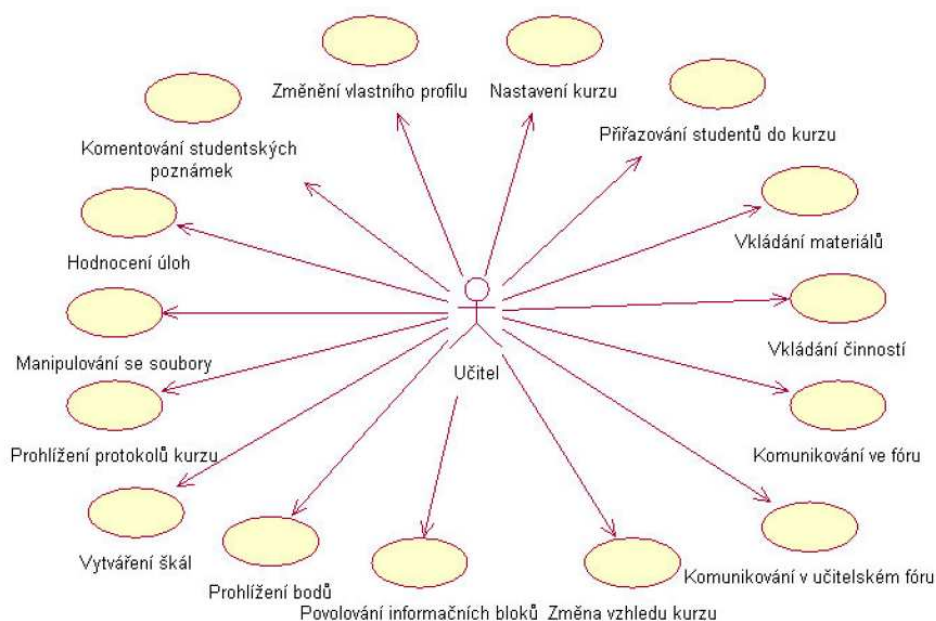 Změnění vlastního profilu
Nastavení kurzu
Přiřazování studentů do kurzu
Komentování studentských
poznámek
Vkládání materiálů
Hodnocení úloh
Vkládání činností
Manipulování se soubory
Učitel
Prohlížení protokolů kurzu
Komunikování ve fóru
Vytváření škál
Prohlížení bodů
Povolování informačních bloků
Změna vzhledu kurzu
Komunikování v učitelském fóru